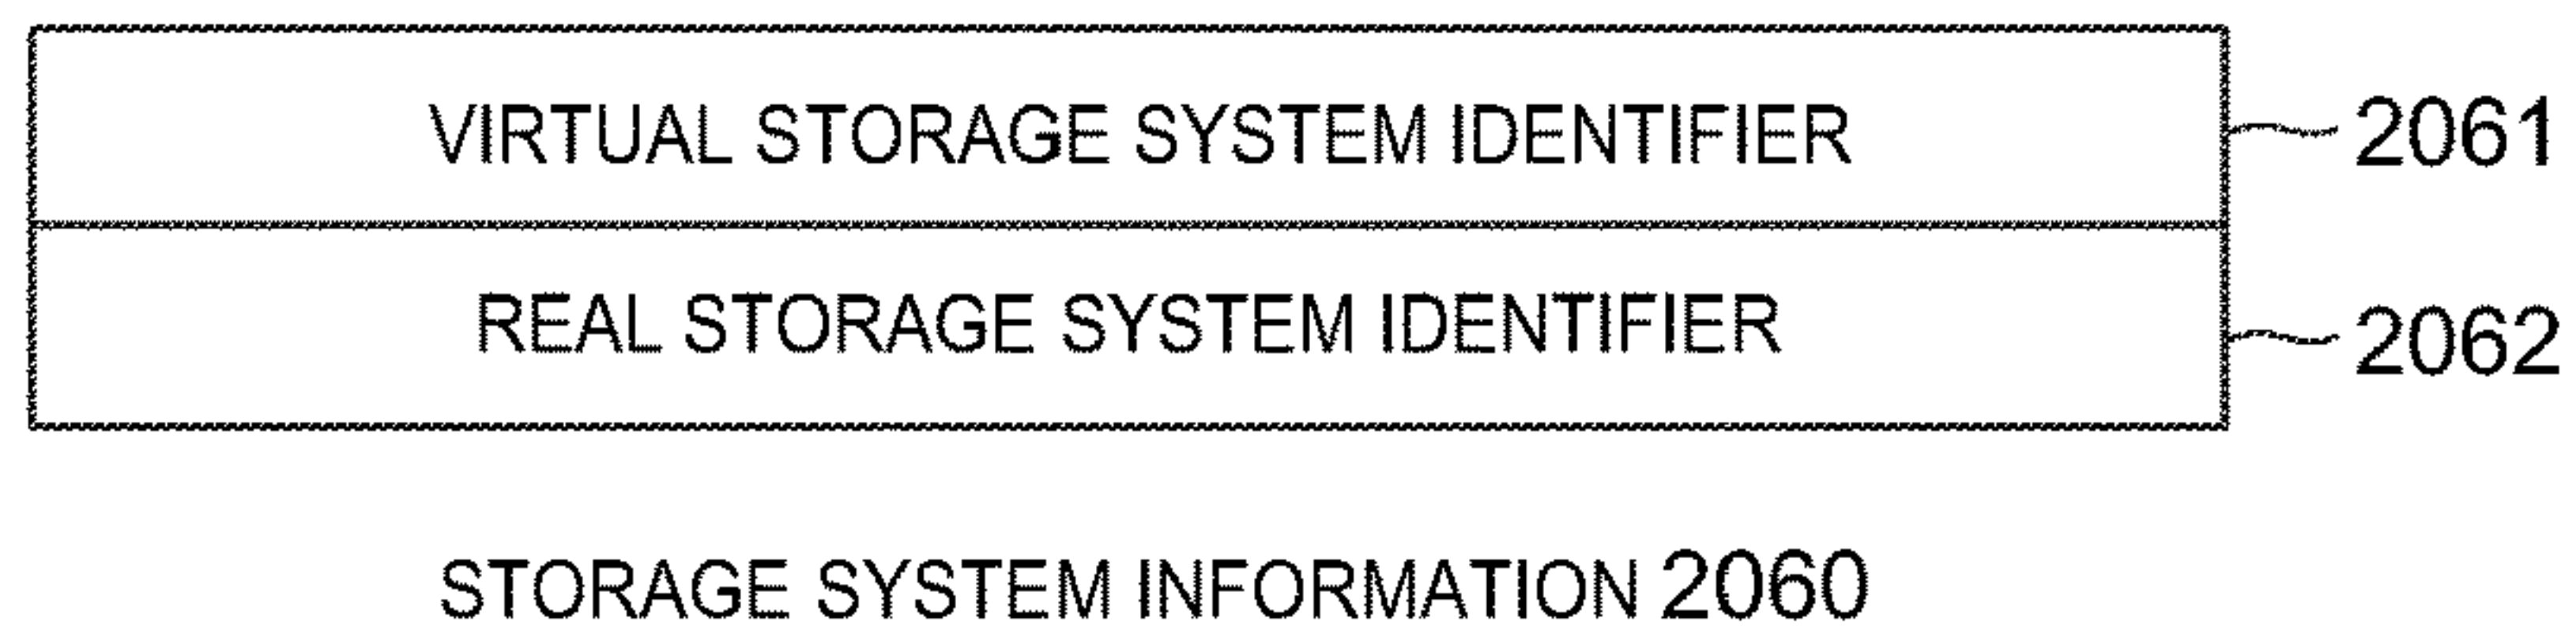 VIRTUAL STORAGE SYSTEM IDENTIFIER 2061
REAL STORAGE SYSTEM IDENTIFIER 2062
STORAGE SYSTEM INFORMATION 2060